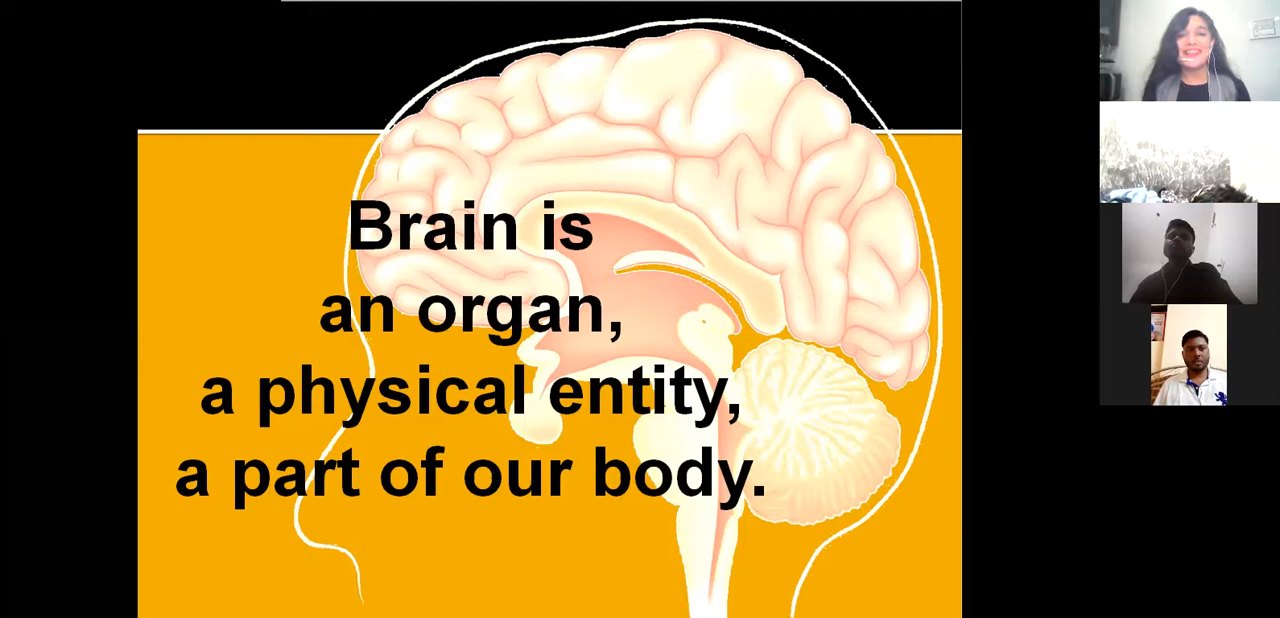 Brain is
an organ,
a physical entity,
a part of our body.